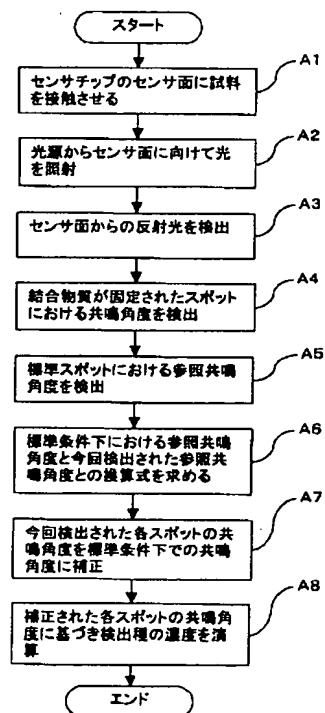 スタート
A1
センサチップのセンサ面に試料
を接触させる
A2
光源からセンサ面に向けて光
を照射
A3
センサ面からの反射光を検出
A4
結合物質が固定されたスポット
における共鳴角度を検出
A5
標準スポットにおける参照共鳴
角度を検出
A6
標準条件下における参照共鳴
角度と今回検出された参照共
鳴角度との換算式を求める
A7
今回検出された各スポットの共
鳴角度を標準条件下での共鳴
角度に補正
A8
補正された各スポットの共鳴角
度に基づき検出種の濃度を演
算
エンド